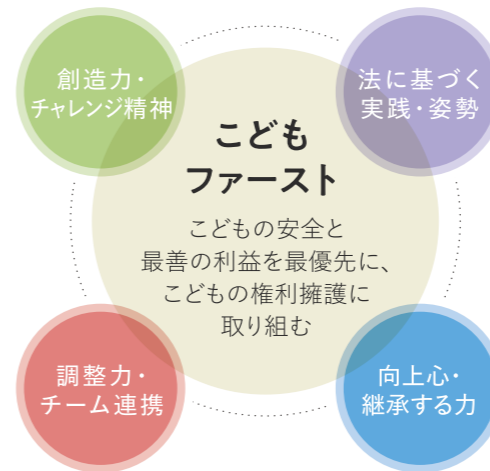 創造力・
チャレンジ精神
法に基づく
実践・姿勢
こども
ファースト
こどもの安全と
最善の利益を最優先に、
こどもの権利擁護に
取り組む
調整力・
チーム連携
向上心・
継承する力